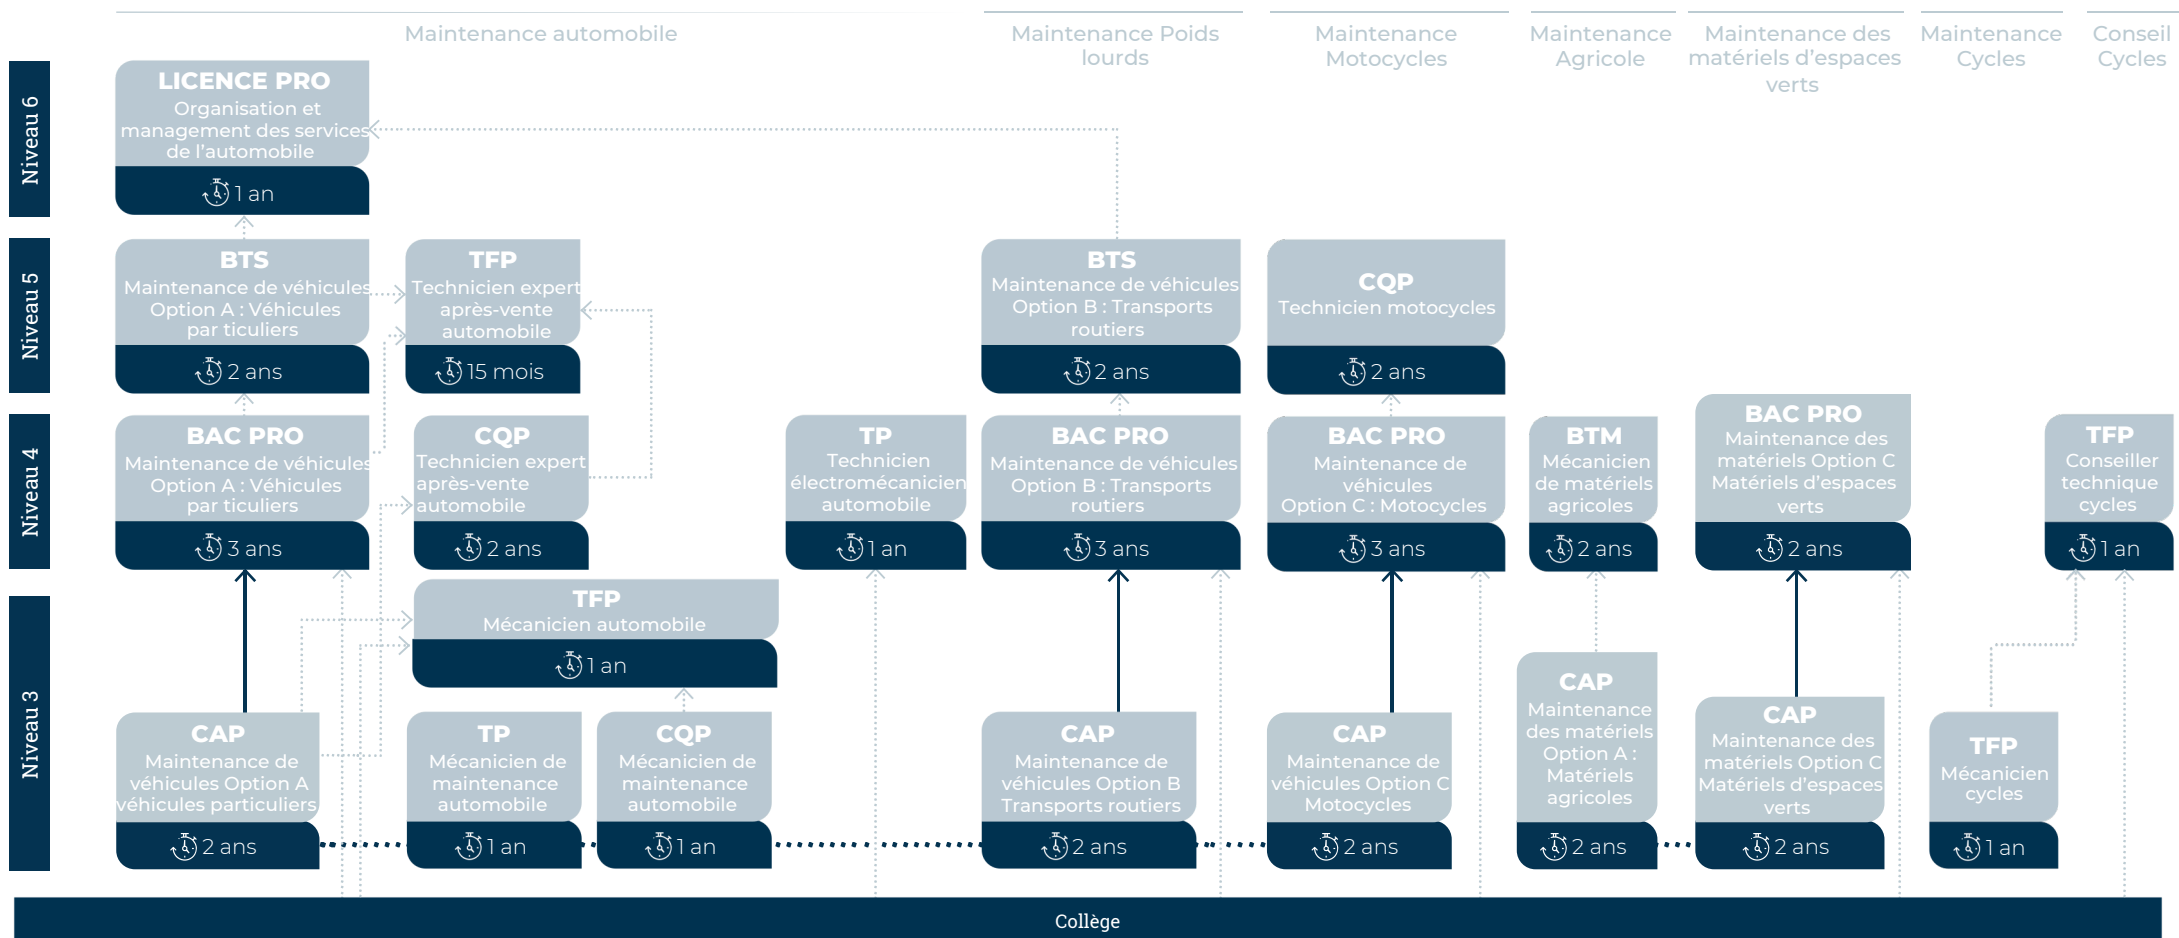 Maintenance automobile
Maintenance Poids
lourds
Maintenance
Motocycles
Maintenance
Agricole
Maintenance des
matériels d'espaces
verts
Maintenance
Cycles
Conseil
Cycles
Niveau 6
LICENCE PRO
Organisation et
management des services
de l'automobile
1 an
Niveau 5
BTS
Maintenance de véhicules
Option A : Véhicules
par ticuliers
2 ans
TFP
Technicien expert
après-vente
automobile
15 mois
BTS
Maintenance de véhicules
Option B : Transports
routiers
2 ans
CQP
Technicien motocycles
2 ans
Niveau 4
BAC PRO
Maintenance de véhicules
Option A : Véhicules
par ticuliers
3 ans
CQP
Technicien expert
après-vente
automobile
2 ans
TP
Technicien
électromécanicien
automobile
1 an
BAC PRO
Maintenance de véhicules
Option B : Transports
routiers
3 ans
BAC PRO
Maintenance de
véhicules
Option C : Motocycles
3 ans
BTM
Mécanicien
de matériels
agricoles
2 ans
BAC PRO
Maintenance des
matériels Option C
Matériels d'espaces
verts
2 ans
TFP
Conseiller
technique
cycles
1 an
Niveau 3
TFP
Mécanicien automobile
1 an
CAP
Maintenance de
véhicules Option A
véhicules particuliers
2 ans
TP
Mécanicien de
maintenance
automobile
1 an
CQP
Mécanicien de
maintenance
automobile
1 an
CAP
Maintenance de
véhicules Option B
Transports routiers
2 ans
CAP
Maintenance de
véhicules Option C
Motocycles
2 ans
CAP
Maintenance
des matériels
Option A :
Matériels
agricoles
2 ans
CAP
Maintenance des
matériels Option C
Matériels d'espaces
verts
2 ans
TFP
Mécanicien
cycles
1 an
Collège